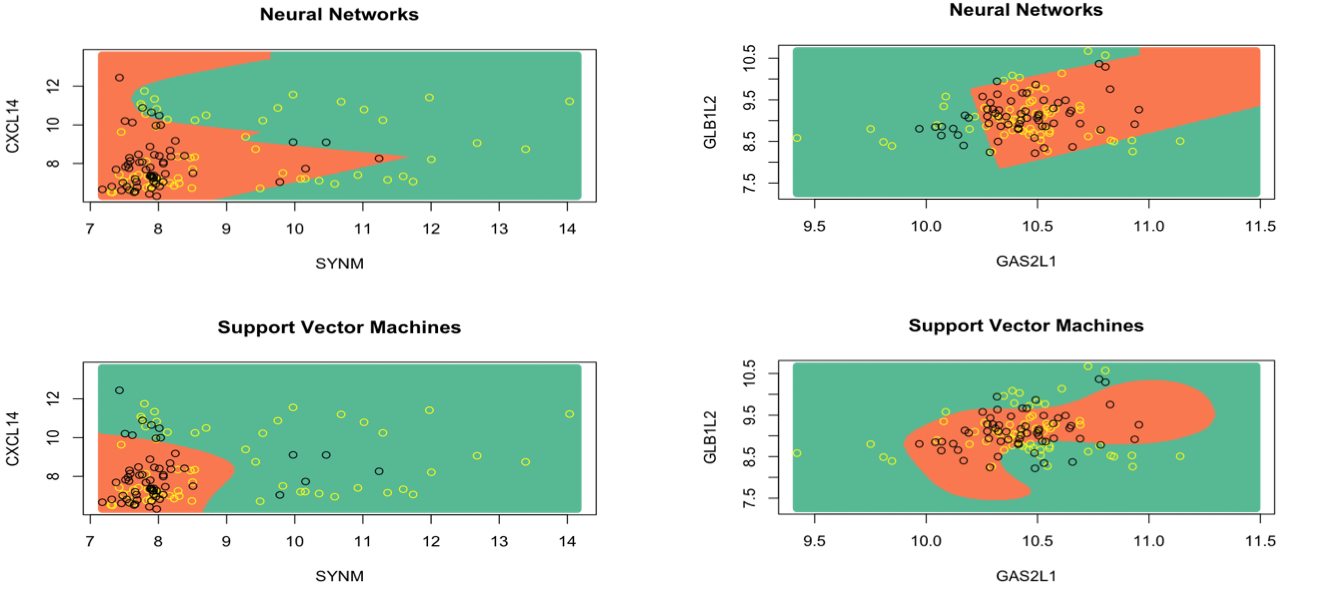 Neural Networks
CXCL14
12
10
8
7 8 9 10 11 12 13 14
SYNM
Neural Networks
GLB1L2
10.5
9.5
8.5
7.5
9.5 10.0 10.5 11.0 11.5
GAS2L1
Support Vector Machines
CXCL14
12
10
8
7 8 9 10 11 12 13 14
SYNM
Support Vector Machines
GLB1L2
10.5
9.5
8.5
7.5
9.5 10.0 10.5 11.0 11.5
GAS2L1